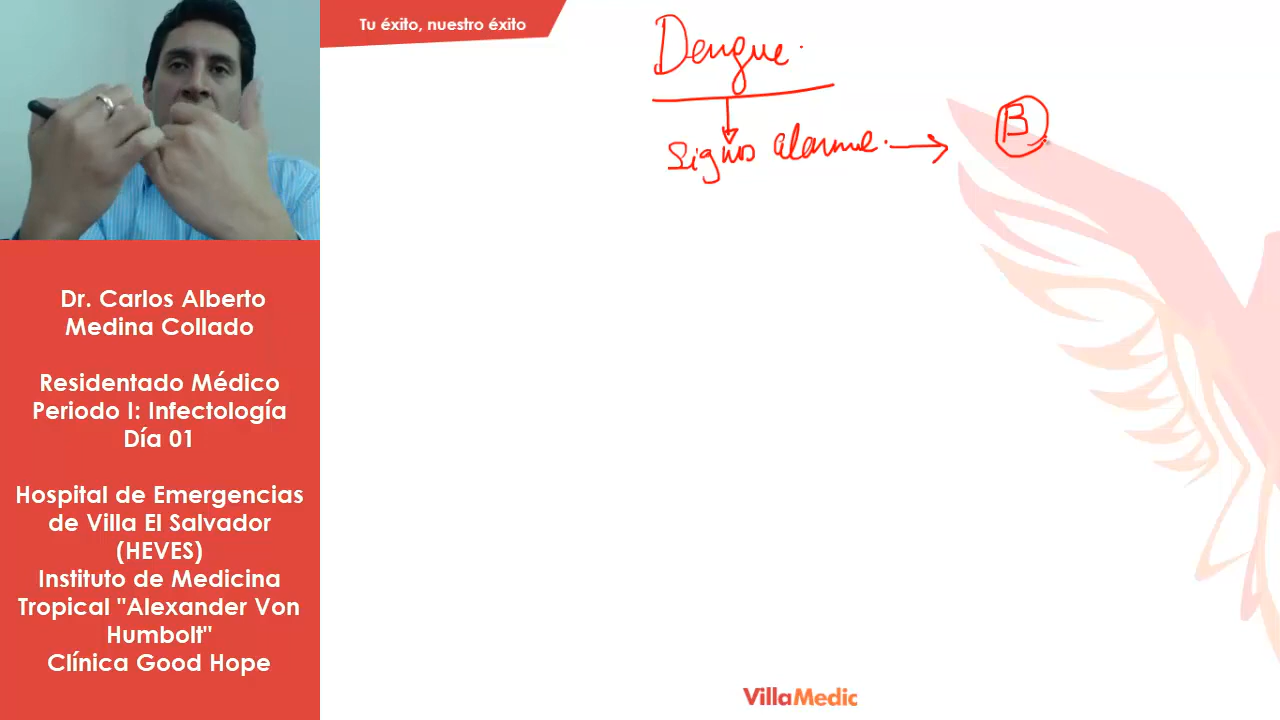 Tu éxito, nuestro éxito
Dengue.
signos alarma.
B
Dr. Carlos Alberto
Medina Collado
Residentado Médico
Periodo I: Infectología
Día 01
Hospital de Emergencias
de Villa El Salvador
(HEVES)
Instituto de Medicina
Tropical "Alexander Von
Humbolt"
Clínica Good Hope
VillaMedic